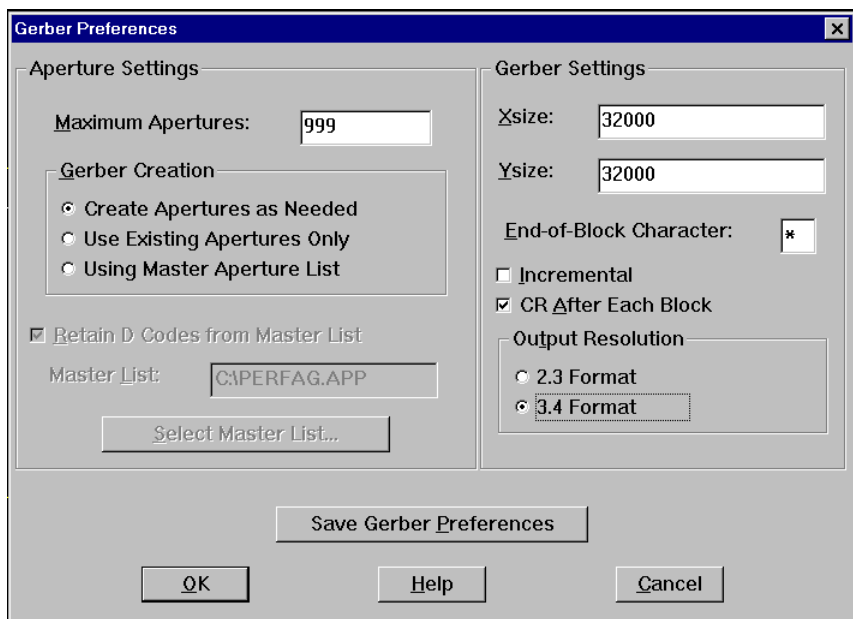 Gerber Preferences
Aperture Settings
Maximum Apertures: 999
Gerber Creation
Create Apertures as Needed
Use Existing Apertures Only
Using Master Aperture List
Retain D Codes from Master List
Master List: C:\PERFAG.APP
Select Master List...
Gerber Settings
Xsize: 32000
Ysize: 32000
End-of-Block Character: *
Incremental
CR After Each Block
Output Resolution
2.3 Format
3.4 Format
Save Gerber Preferences
OK Help Cancel